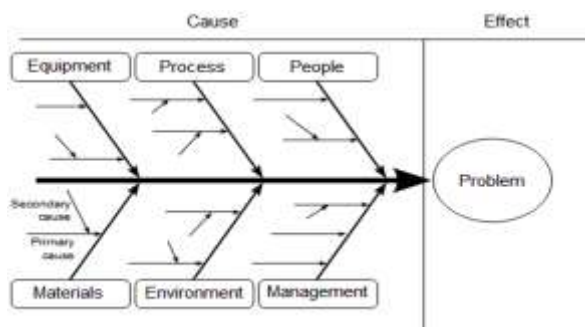 Cause
Effect
Equipment
Process
People
Problem
Secondary
cause
Primary
cause
Materials
Environment
Management